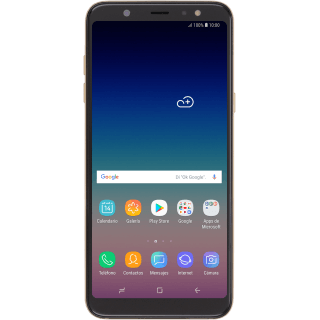 100% 10:00
Google Di "Ok Google"
14
Calendario Galería Play Store Google Apps de Microsoft
Teléfono Contactos Mensajes Internet Cámara